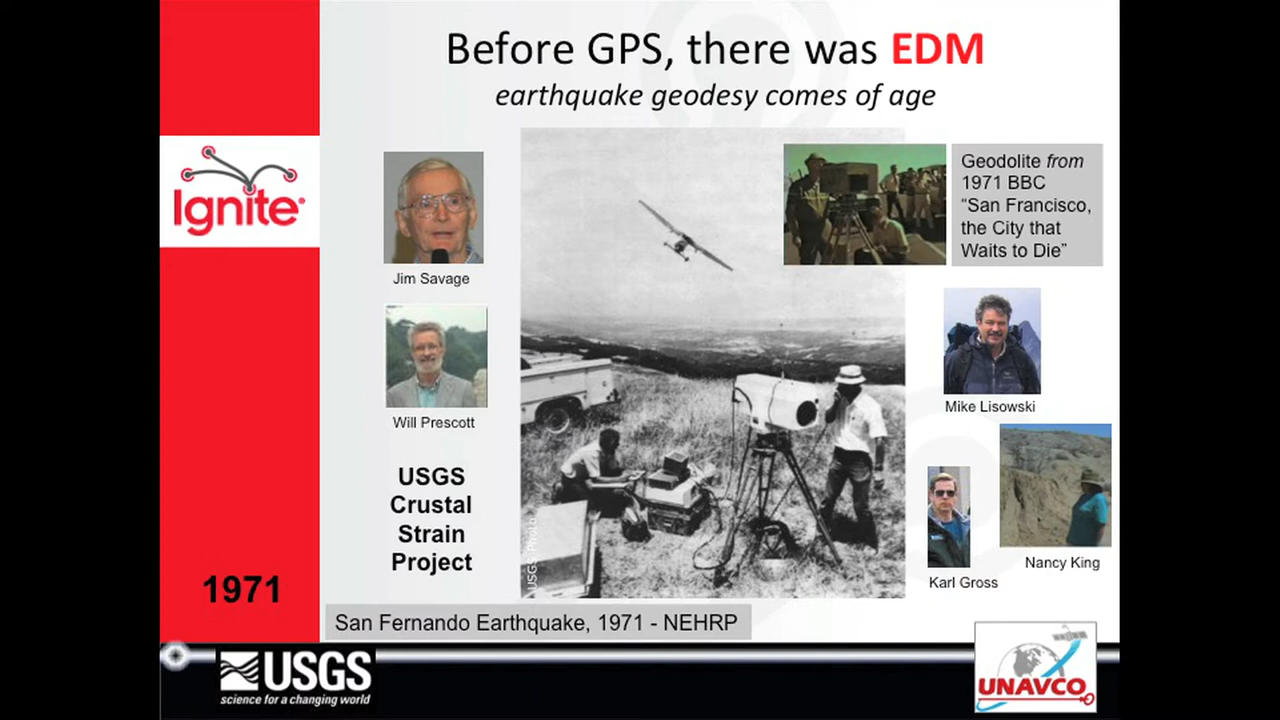 Before GPS, there was EDM
earthquake geodesy comes of age
Ignite
Jim Savage
Will Prescott
USGS
Crustal
Strain
Project
1971
Geodolite from
1971 BBC
“San Francisco,
the City that
Waits to Die”
Mike Lisowski
Karl Gross
Nancy King
USGS Photo
San Fernando Earthquake, 1971 - NEHRP
USGS
science for a changing world
UNAVCO